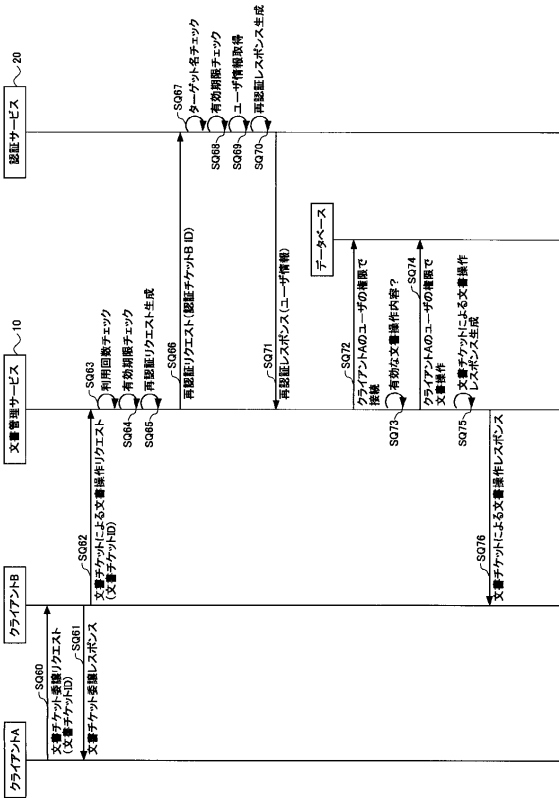 クライアントA
クライアントB
文書管理サービス
10
認証サービス
20
データベース
SQ60
文書チケット委譲リクエスト
(文書チケットID)
SQ61
文書チケット委譲レスポンス
SQ62
文書チケットによる文書操作リクエスト
(文書チケットID)
SQ63
利用回数チェック
有効期限チェック
SQ64
再認証リクエスト生成
SQ65
SQ66
再認証リクエスト(認証チケットB ID)
SQ67
ターゲット名チェック
有効期限チェック
SQ68
ユーザ情報取得
SQ69
再認証レスポンス生成
SQ70
SQ71
再認証レスポンス(ユーザ情報)
SQ72
クライアントAのユーザの権限で
接続
有効な文書操作内容?
SQ73
SQ74
クライアントAのユーザの権限で
文書操作
文書チケットによる文書操作
レスポンス生成
SQ75
SQ76
文書チケットによる文書操作レスポンス